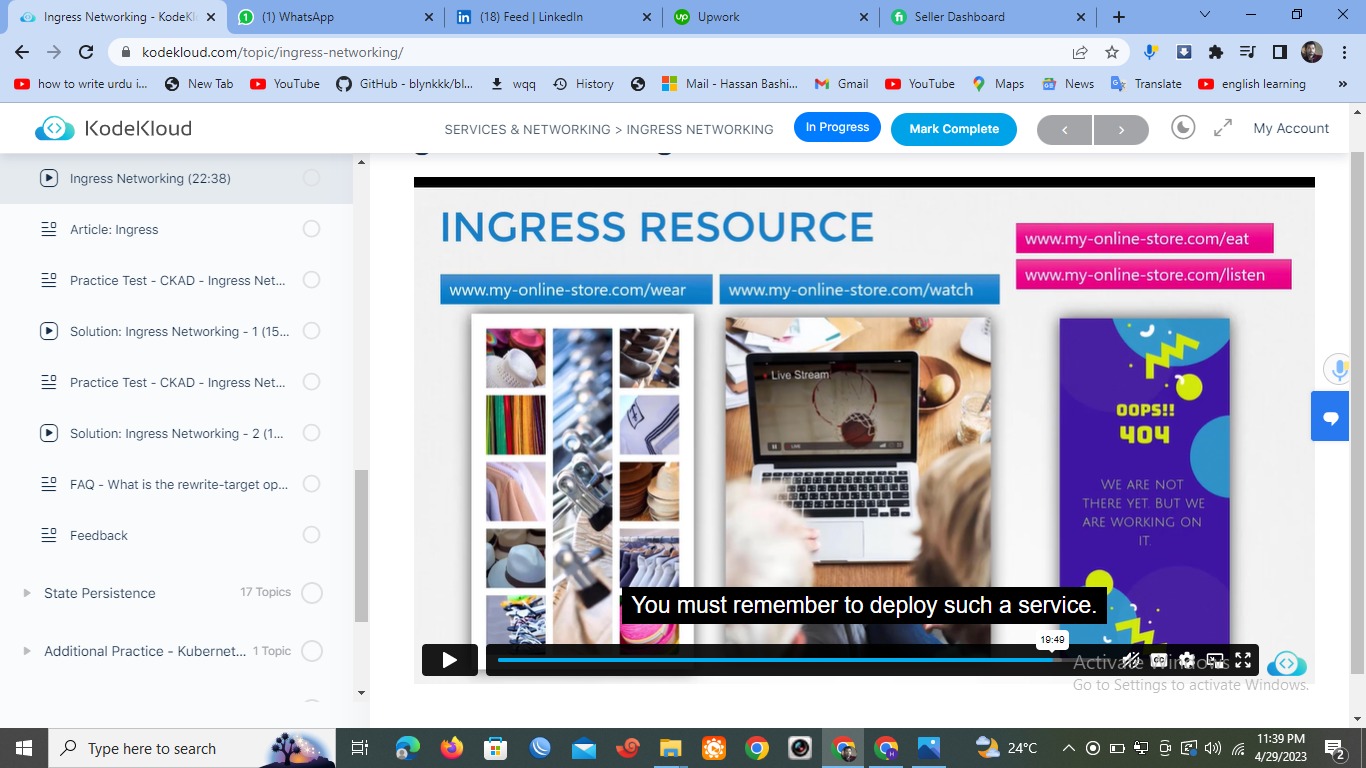 Ingress Networking - KodeKl
(1) WhatsApp
(18) Feed | LinkedIn
Upwork
Seller Dashboard
kodekloud.com/topic/ingress-networking/
how to write urdu i...
New Tab
YouTube
GitHub - blynkkk/bl...
wqq
History
Mail - Hassan Bashi...
Gmail
YouTube
Maps
News
Translate
english learning
KodeKloud
SERVICES & NETWORKING > INGRESS NETWORKING
In Progress
Mark Complete
My Account
Ingress Networking (22:38)
Article: Ingress
Practice Test - CKAD - Ingress Net...
Solution: Ingress Networking - 1 (15...
Practice Test - CKAD - Ingress Net...
Solution: Ingress Networking - 2 (1...
FAQ - What is the rewrite-target op...
Feedback
State Persistence
17 Topics
Additional Practice - Kubernet...
1 Topic
INGRESS RESOURCE
www.my-online-store.com/eat
www.my-online-store.com/listen
www.my-online-store.com/wear
www.my-online-store.com/watch
Live Stream
LIVE
OOPS!!
404
WE ARE NOT
THERE YET. BUT WE
ARE WORKING ON
IT.
You must remember to deploy such a service.
19:49
Activate Windows
Go to Settings to activate Windows.
Type here to search
24°C
11:39 PM
4/29/2023
2